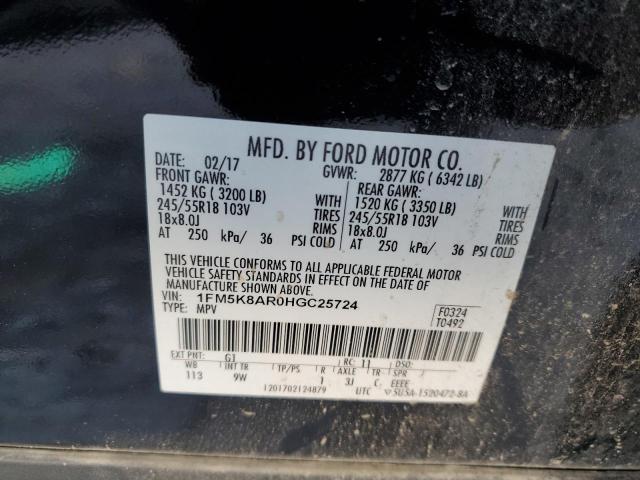 MFD. BY FORD MOTOR CO.
DATE: 02/17 GVWR: 2877 KG ( 6342 LB)
FRONT GAWR: REAR GAWR:
1452 KG ( 3200 LB) WITH 1520 KG ( 3350 LB) WITH
245/55R18 103V TIRES 245/55R18 103V TIRES
18x8.0J RIMS 18x8.0J RIMS
AT 250 kPa/ 36 PSI COLD AT 250 kPa/ 36 PSI COLD
THIS VEHICLE CONFORMS TO ALL APPLICABLE FEDERAL MOTOR
VEHICLE SAFETY STANDARDS IN EFFECT ON THE DATE OF
MANUFACTURE SHOWN ABOVE.
VIN: 1FM5K8AR0HGC25724 F0324
TYPE: MPV T0492
EXT PNT: G1 RC: 11 DSO:
WB INT TR TP/PS R AXLE TR SPR
113 9W 1 3J C EEEE
1201702124879 UTC SUSA-1520472-BA